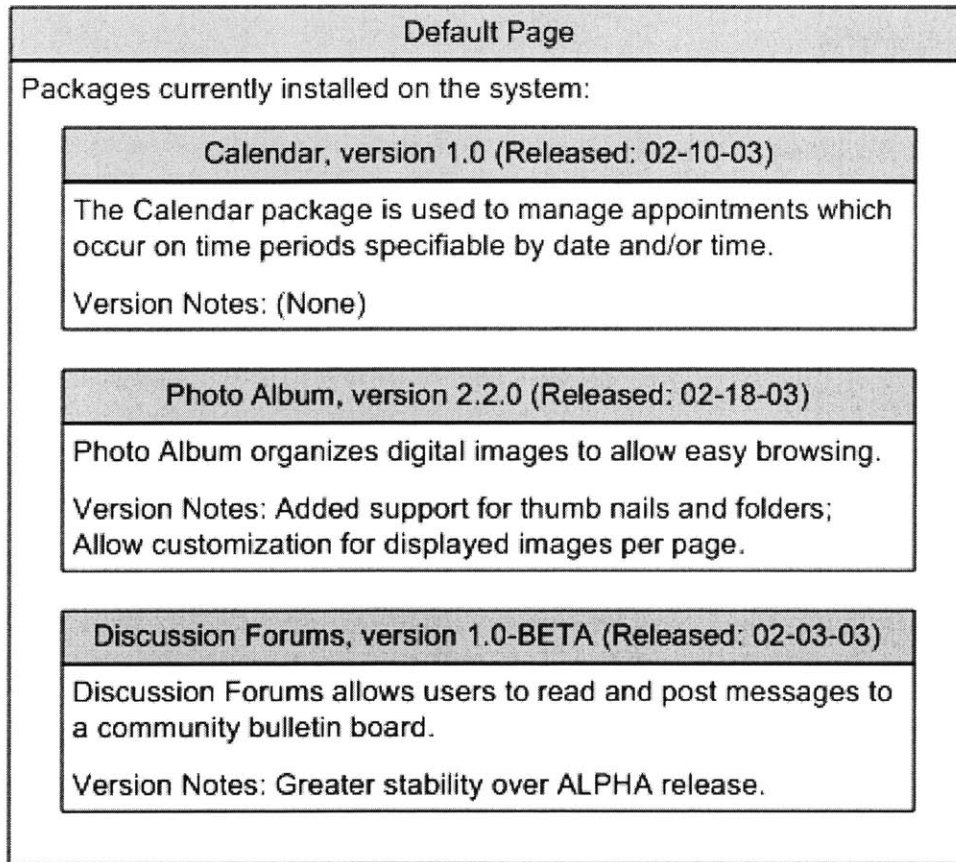 Default Page
Packages currently installed on the system:
Calendar, version 1.0 (Released: 02-10-03)
The Calendar package is used to manage appointments which
occur on time periods specifiable by date and/or time.
Version Notes: (None)
Photo Album, version 2.2.0 (Released: 02-18-03)
Photo Album organizes digital images to allow easy browsing.
Version Notes: Added support for thumb nails and folders;
Allow customization for displayed images per page.
Discussion Forums, version 1.0-BETA (Released: 02-03-03)
Discussion Forums allows users to read and post messages to
a community bulletin board.
Version Notes: Greater stability over ALPHA release.